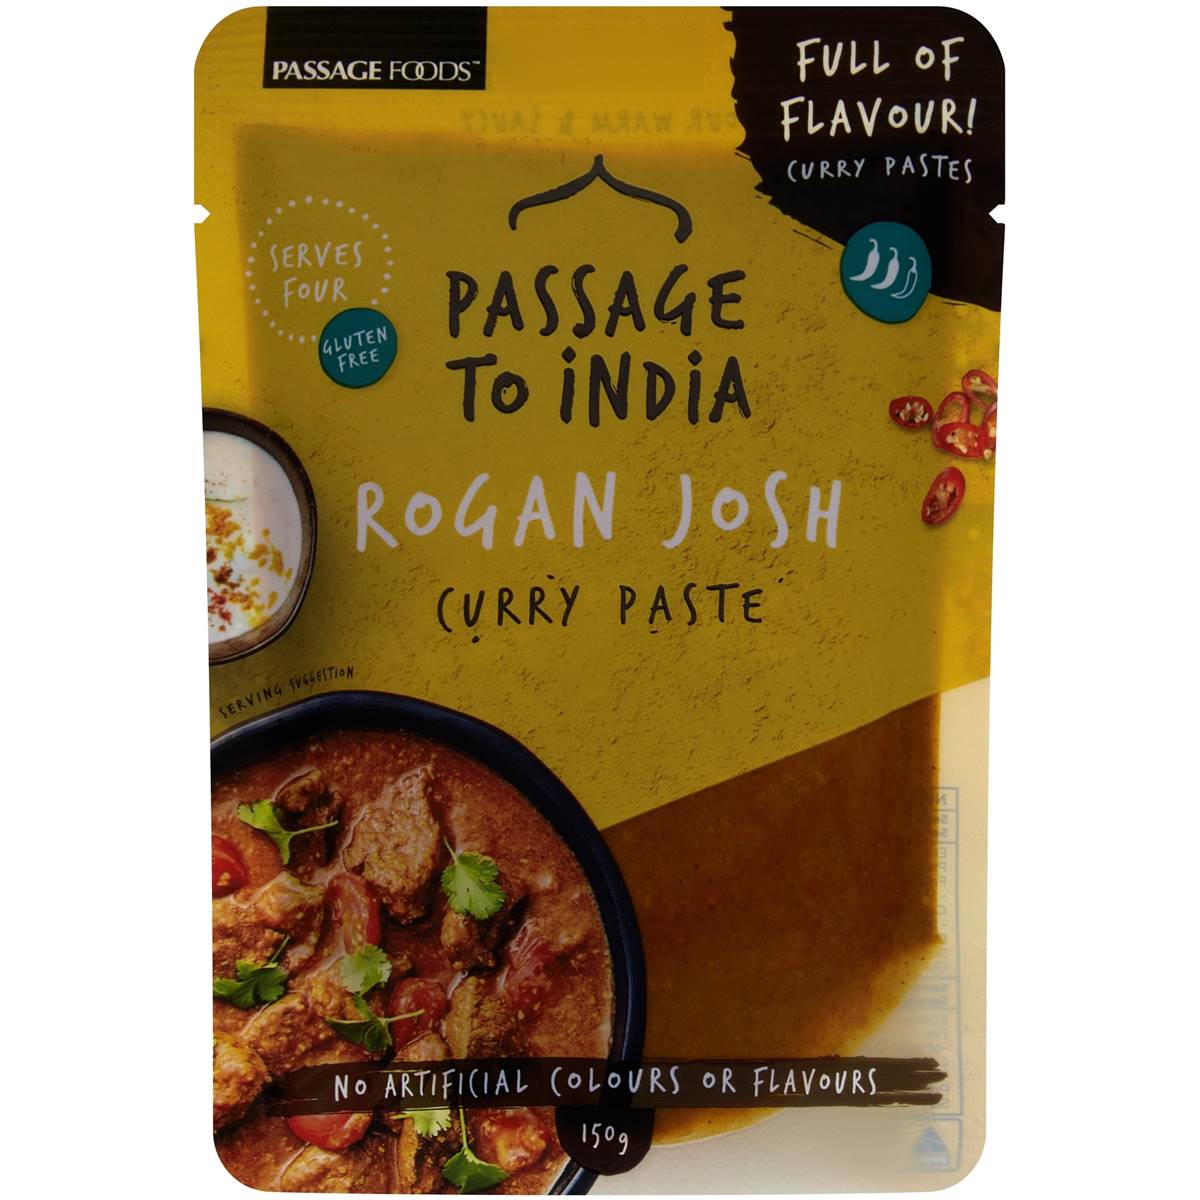 PASSAGE FOODS™
FULL OF
FLAVOUR!
CURRY PASTES
SERVES
FOUR
GLUTEN
FREE
PASSAGE
TO INDIA
ROGAN JOSH
CURRY PASTE
SERVING SUGGESTION
NO ARTIFICIAL COLOURS OR FLAVOURS
150g